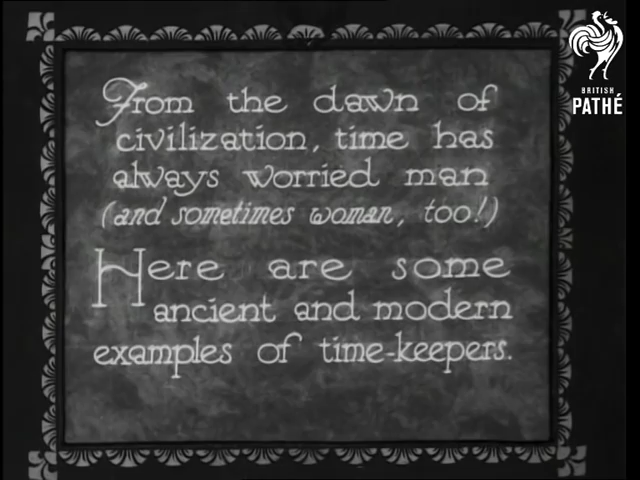 From the dawn of
civilization, time has
always worried man
(and sometimes woman, too!)
Here are some
ancient and modern
examples of time-keepers.
BRITISH
PATHÉ